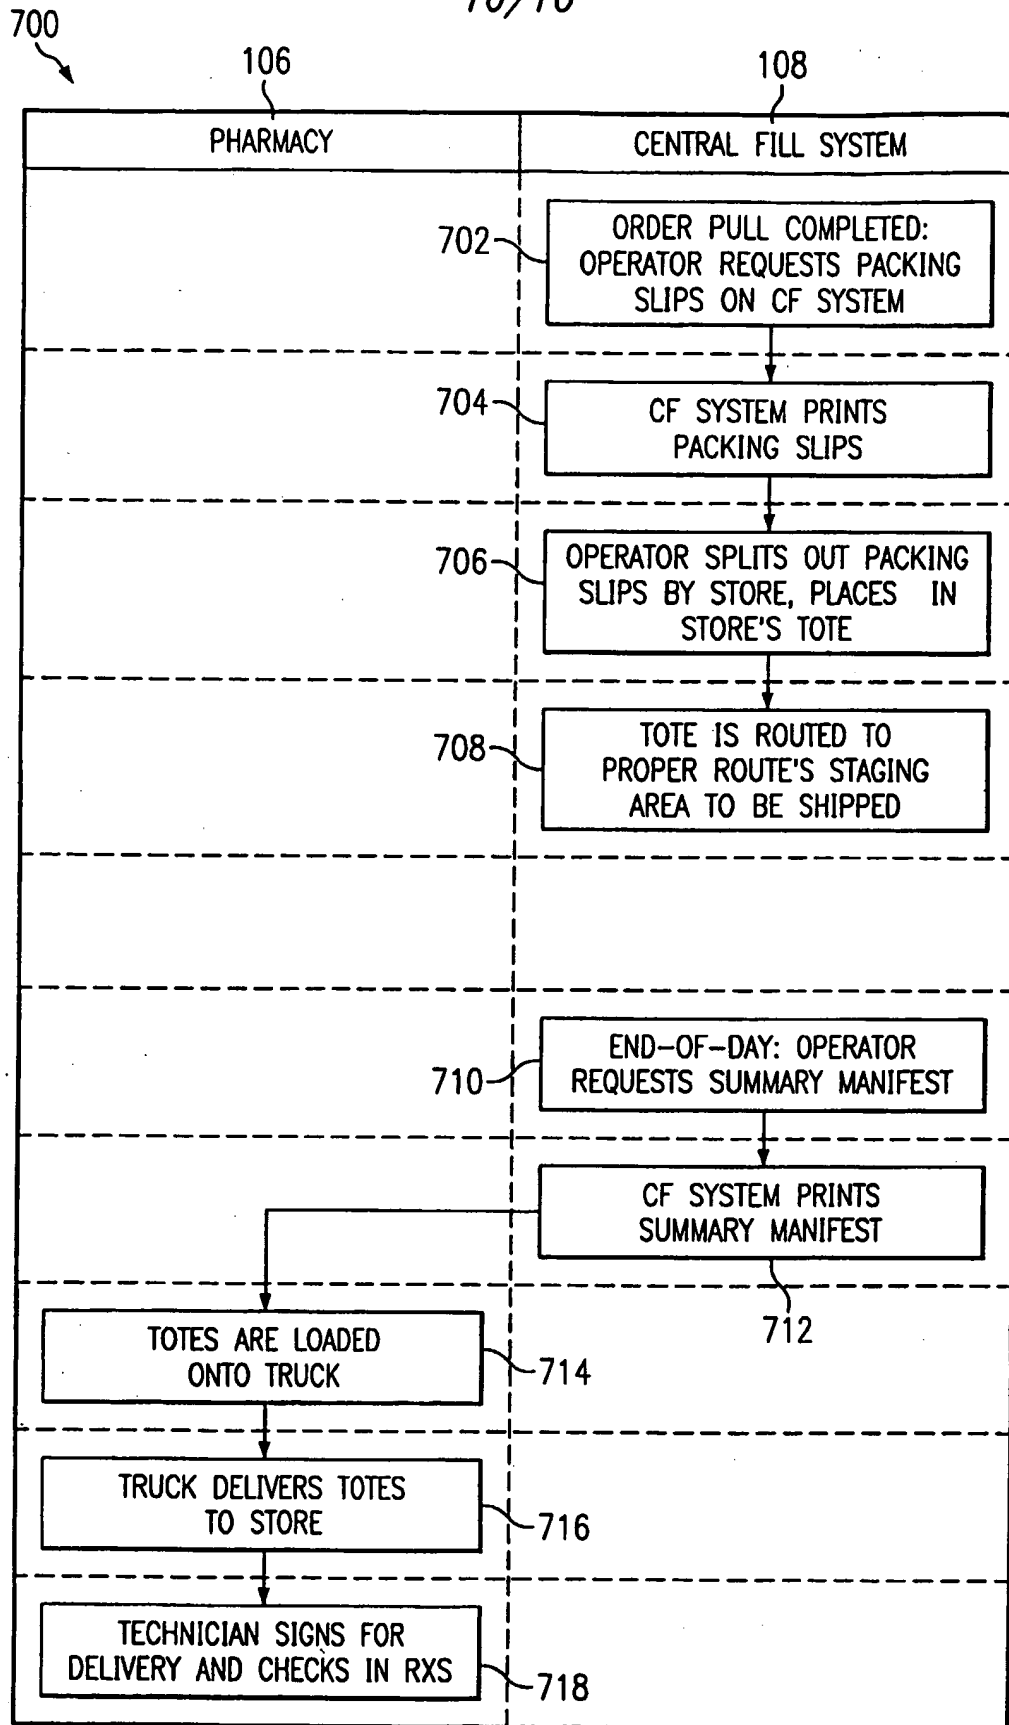 700
106
108
PHARMACY
CENTRAL FILL SYSTEM
702
ORDER PULL COMPLETED:
OPERATOR REQUESTS PACKING
SLIPS ON CF SYSTEM
704
CF SYSTEM PRINTS
PACKING SLIPS
706
OPERATOR SPLITS OUT PACKING
SLIPS BY STORE, PLACES IN
STORE'S TOTE
708
TOTE IS ROUTED TO
PROPER ROUTE'S STAGING
AREA TO BE SHIPPED
710
END-OF-DAY: OPERATOR
REQUESTS SUMMARY MANIFEST
CF SYSTEM PRINTS
SUMMARY MANIFEST
712
TOTES ARE LOADED
ONTO TRUCK
714
TRUCK DELIVERS TOTES
TO STORE
716
TECHNICIAN SIGNS FOR
DELIVERY AND CHECKS IN RXS
718